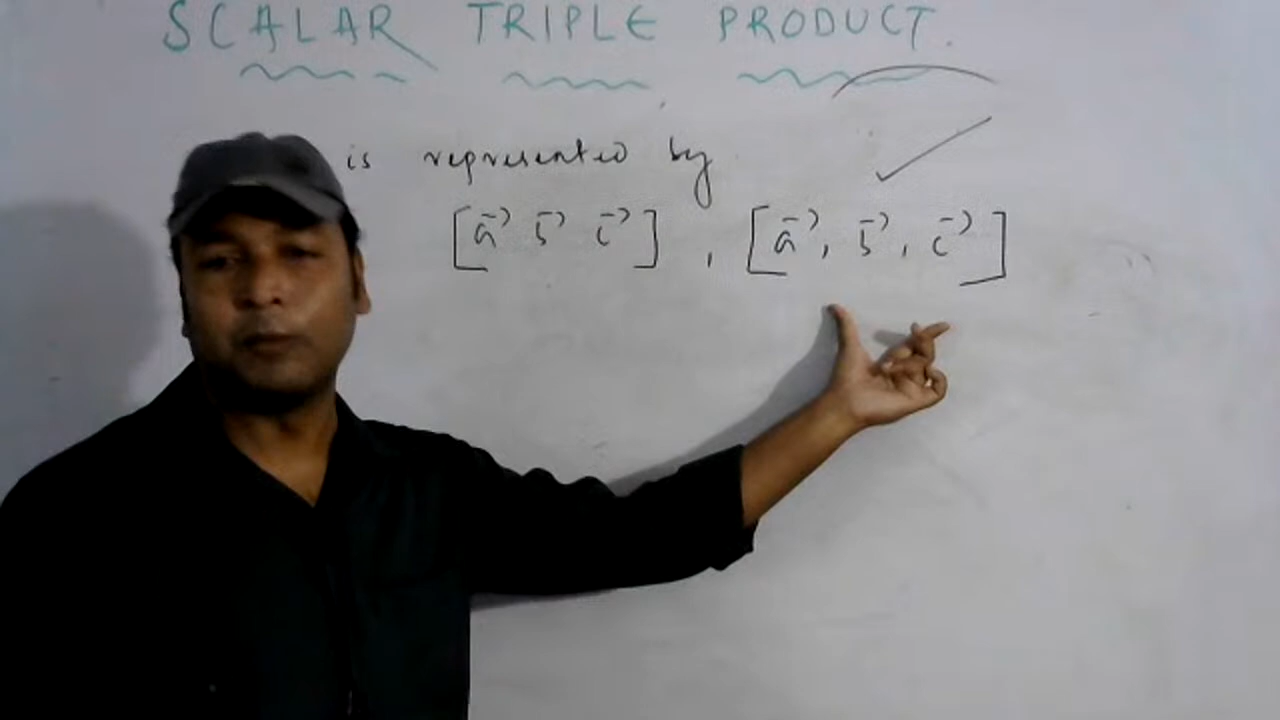 SCALAR TRIPLE PRODUCT.
is represented by
[a⃗ b⃗ c⃗] , [a⃗, b⃗, c⃗]